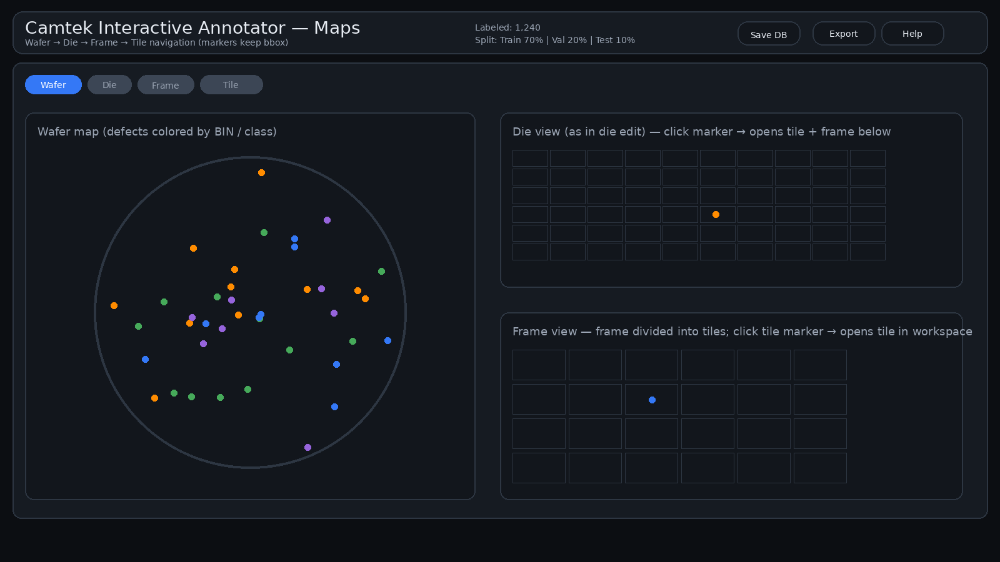 Camtek Interactive Annotator — Maps
Wafer → Die → Frame → Tile navigation (markers keep bbox)
Labeled: 1,240
Split: Train 70% | Val 20% | Test 10%
Save DB
Export
Help
Wafer
Die
Frame
Tile
Wafer map (defects colored by BIN / class)
Die view (as in die edit) — click marker → opens tile + frame below
Frame view — frame divided into tiles; click tile marker → opens tile in workspace